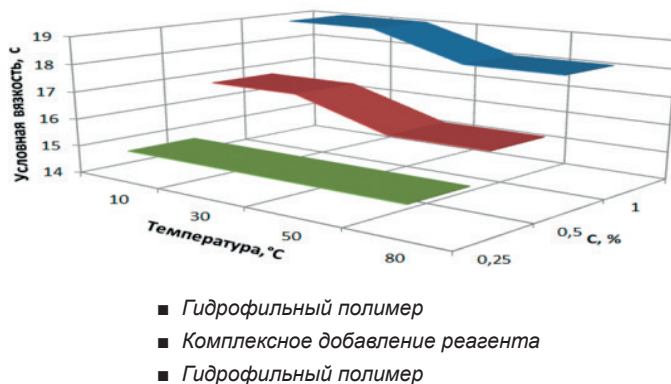 19
18
17
16
15
14
Условная вязкость, с
10
30
50
80
Температура,°С
0,25
0,5
1
С, %
■ Гидрофильный полимер
■ Комплексное добавление реагента
■ Гидрофильный полимер